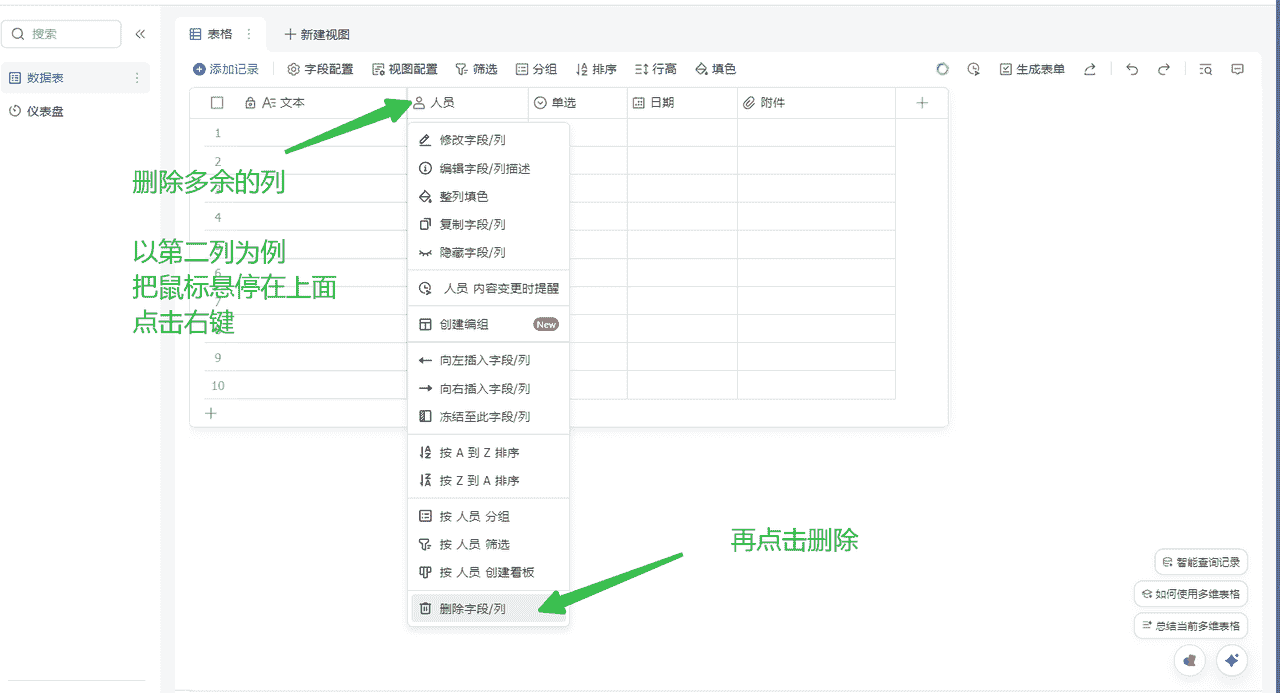 搜索
数据表
仪表盘
表格
新建视图
添加记录
字段配置
视图配置
筛选
分组
排序
行高
填色
生成表单
文本
人员
单选
日期
附件
1
2
4
6
7
9
10
删除多余的列
以第二列为例
把鼠标悬停在上面
点击右键
修改字段/列
编辑字段/列描述
整列填色
复制字段/列
隐藏字段/列
人员 内容变更时提醒
创建编组 New
向左插入字段/列
向右插入字段/列
冻结至此字段/列
按 A 到 Z 排序
按 Z 到 A 排序
按 人员 分组
按 人员 筛选
按 人员 创建看板
删除字段/列
再点击删除
智能查询记录
如何使用多维表格
总结当前多维表格